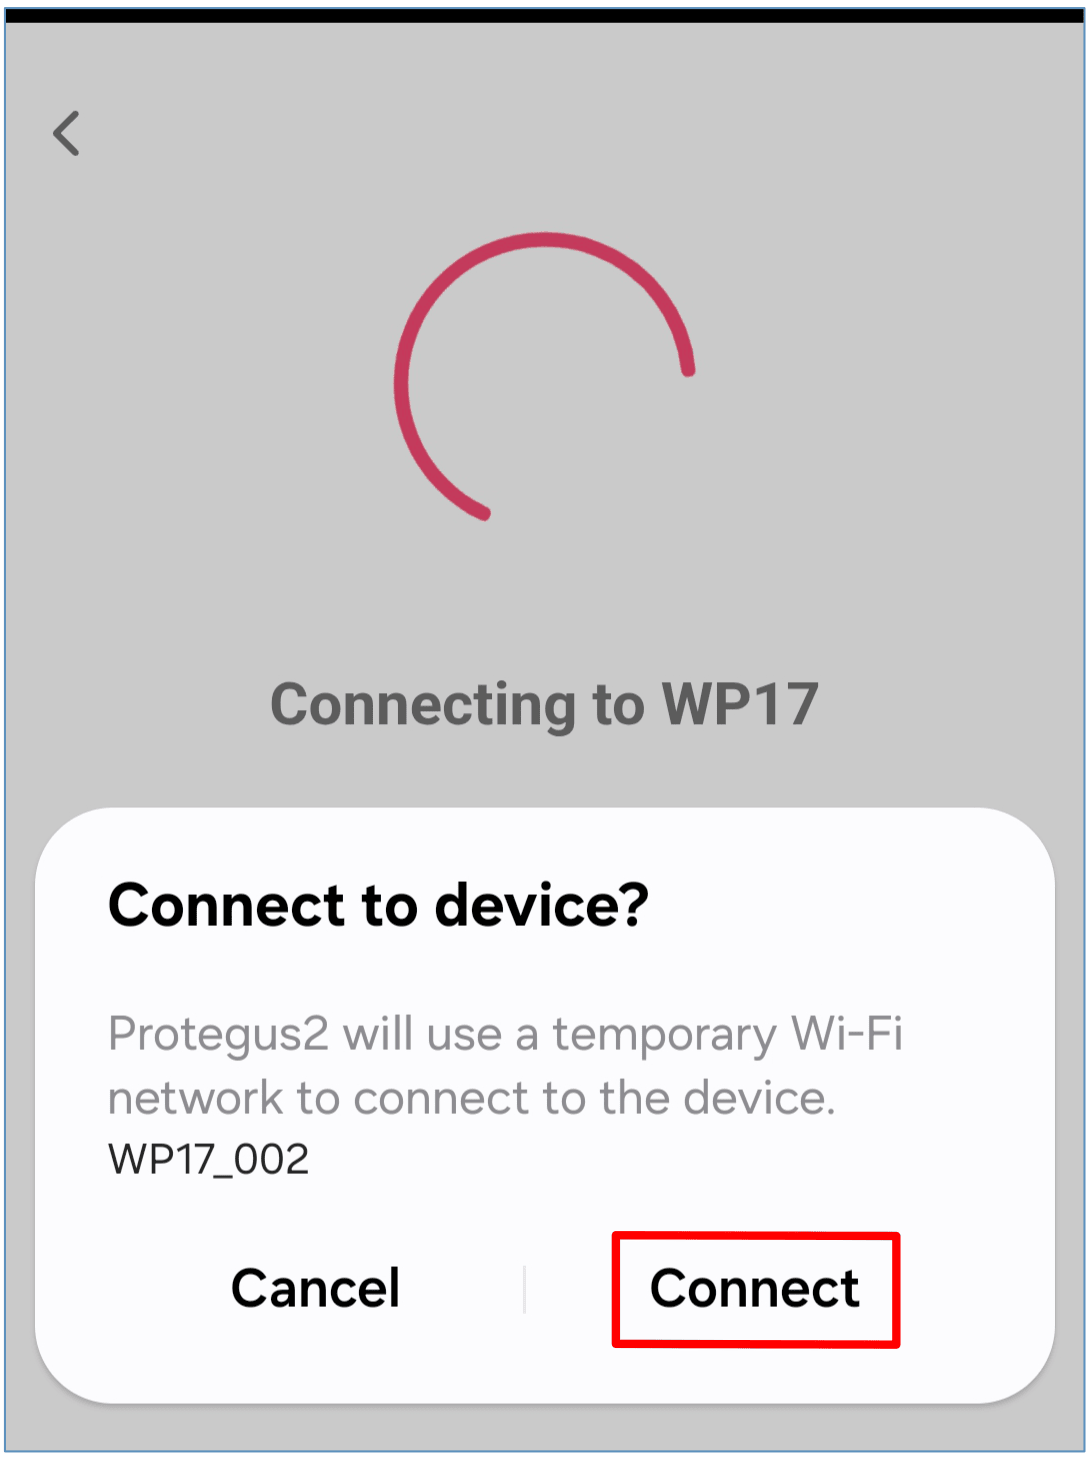 Connecting to WP17
Connect to device?
Protegus2 will use a temporary Wi-Fi
network to connect to the device.
WP17_002
Cancel
Connect